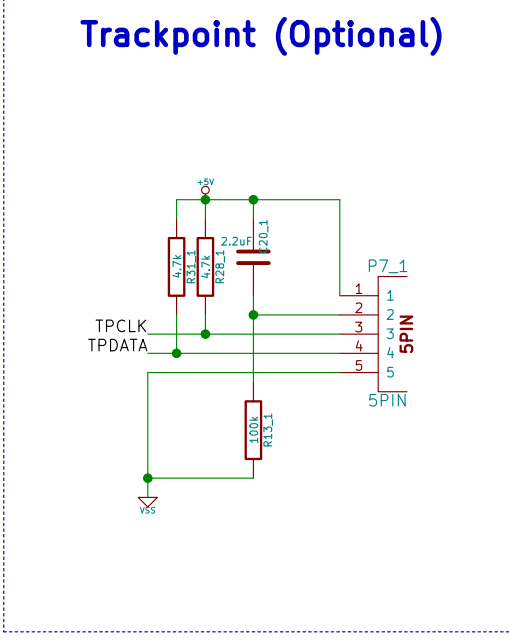 Trackpoint (Optional)
+5V
2.2uF
C20_1
4.7k
R31_1
4.7k
R28_1
P7_1
1
1
2
2
TPCLK
3
3
5PIN
TPDATA
4
4
5
5
5PIN
100k
R13_1
VSS